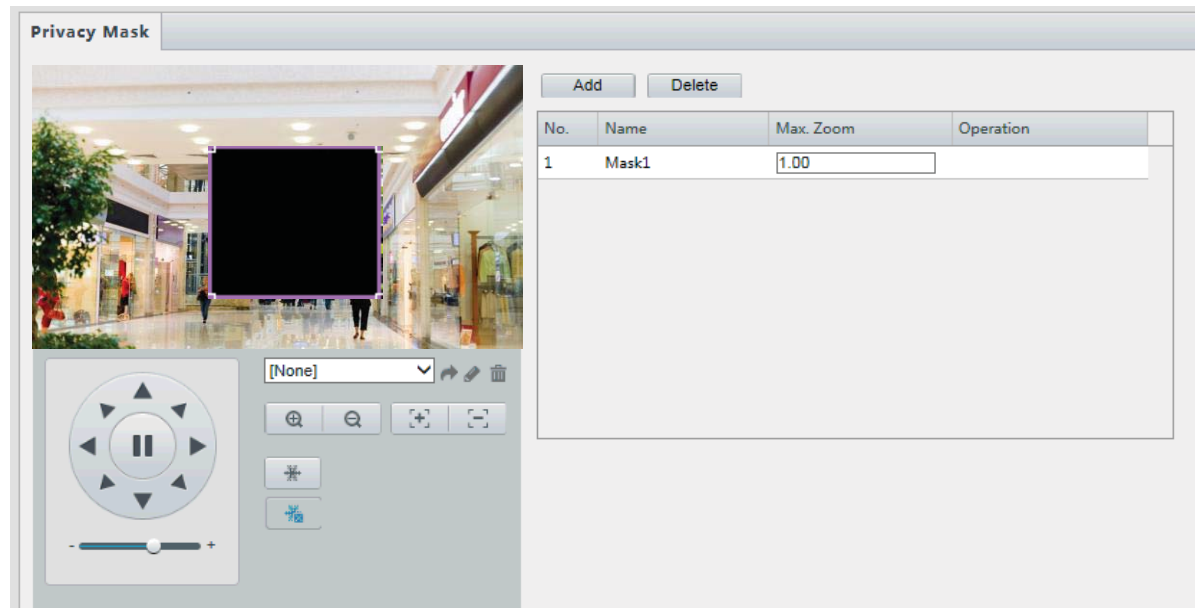 Privacy Mask
Add Delete
No. Name Max. Zoom Operation
1 Mask1 1.00
[None]
- +